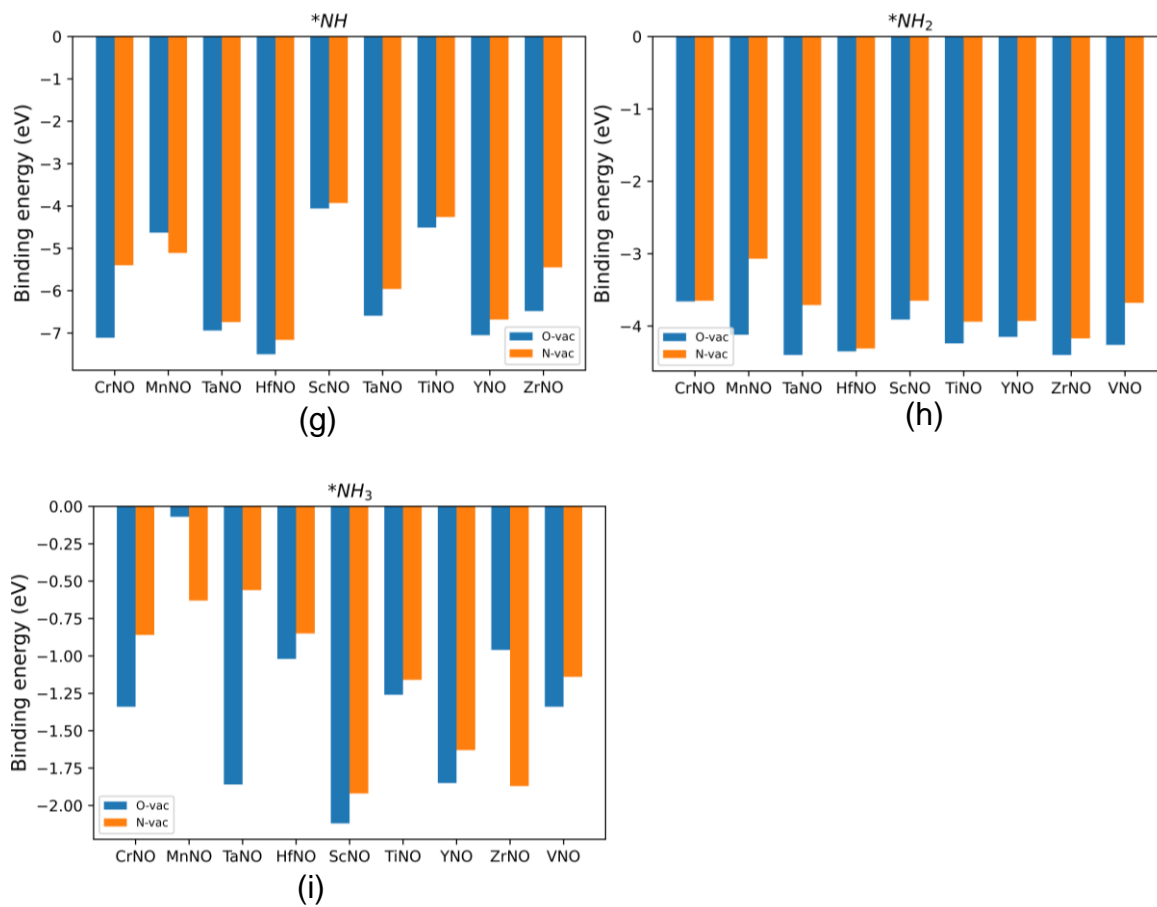 *NH
Binding energy (eV)
0
−1
−2
−3
−4
−5
−6
−7
O-vac
N-vac
CrNO MnNO TaNO HfNO ScNO TaNO TiNO YNO ZrNO
(g)
*NH₂
Binding energy (eV)
0
−1
−2
−3
−4
O-vac
N-vac
CrNO MnNO TaNO HfNO ScNO TiNO YNO ZrNO VNO
(h)
*NH₃
Binding energy (eV)
0.00
−0.25
−0.50
−0.75
−1.00
−1.25
−1.50
−1.75
−2.00
O-vac
N-vac
CrNO MnNO TaNO HfNO ScNO TiNO YNO ZrNO VNO
(i)